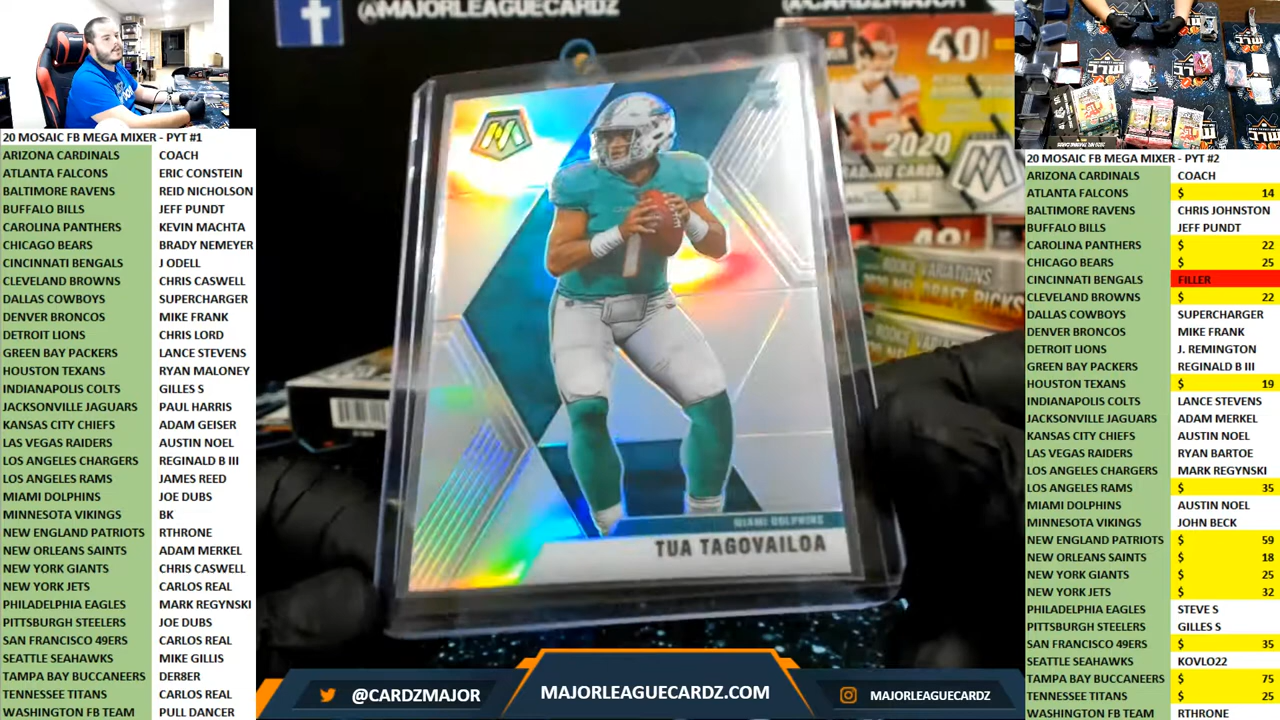 @MAJORLEAGUECARDZ
@CARDZMAJOR
20 MOSAIC FB MEGA MIXER - PYT #1
ARIZONA CARDINALS COACH
ATLANTA FALCONS ERIC CONSTEIN
BALTIMORE RAVENS REID NICHOLSON
BUFFALO BILLS JEFF PUNDT
CAROLINA PANTHERS KEVIN MACHTA
CHICAGO BEARS BRADY NEMEYER
CINCINNATI BENGALS J ODELL
CLEVELAND BROWNS CHRIS CASWELL
DALLAS COWBOYS SUPERCHARGER
DENVER BRONCOS MIKE FRANK
DETROIT LIONS CHRIS LORD
GREEN BAY PACKERS LANCE STEVENS
HOUSTON TEXANS RYAN MALONEY
INDIANAPOLIS COLTS GILLES S
JACKSONVILLE JAGUARS PAUL HARRIS
KANSAS CITY CHIEFS ADAM GEISER
LAS VEGAS RAIDERS AUSTIN NOEL
LOS ANGELES CHARGERS REGINALD B III
LOS ANGELES RAMS JAMES REED
MIAMI DOLPHINS JOE DUBS
MINNESOTA VIKINGS BK
NEW ENGLAND PATRIOTS RTHRONE
NEW ORLEANS SAINTS ADAM MERKEL
NEW YORK GIANTS CHRIS CASWELL
NEW YORK JETS CARLOS REAL
PHILADELPHIA EAGLES MARK REGYNSKI
PITTSBURGH STEELERS JOE DUBS
SAN FRANCISCO 49ERS CARLOS REAL
SEATTLE SEAHAWKS MIKE GILLIS
TAMPA BAY BUCCANEERS DER8ER
TENNESSEE TITANS CARLOS REAL
WASHINGTON FB TEAM PULL DANCER
40
2020
TRADING CARDS
ROOKIE VARIATIONS
2020 NFL DRAFT PICKS
ROOKIE VARIATIONS
1
MIAMI DOLPHINS
TUA TAGOVAILOA
20 MOSAIC FB MEGA MIXER - PYT #2
ARIZONA CARDINALS COACH
ATLANTA FALCONS $ 14
BALTIMORE RAVENS CHRIS JOHNSTON
BUFFALO BILLS JEFF PUNDT
CAROLINA PANTHERS $ 22
CHICAGO BEARS $ 25
CINCINNATI BENGALS FILLER
CLEVELAND BROWNS $ 22
DALLAS COWBOYS SUPERCHARGER
DENVER BRONCOS MIKE FRANK
DETROIT LIONS J. REMINGTON
GREEN BAY PACKERS REGINALD B III
HOUSTON TEXANS $ 19
INDIANAPOLIS COLTS LANCE STEVENS
JACKSONVILLE JAGUARS ADAM MERKEL
KANSAS CITY CHIEFS AUSTIN NOEL
LAS VEGAS RAIDERS RYAN BARTOE
LOS ANGELES CHARGERS MARK REGYNSKI
LOS ANGELES RAMS $ 35
MIAMI DOLPHINS AUSTIN NOEL
MINNESOTA VIKINGS JOHN BECK
NEW ENGLAND PATRIOTS $ 59
NEW ORLEANS SAINTS $ 18
NEW YORK GIANTS $ 25
NEW YORK JETS $ 32
PHILADELPHIA EAGLES STEVE S
PITTSBURGH STEELERS GILLES S
SAN FRANCISCO 49ERS $ 35
SEATTLE SEAHAWKS KOVLO22
TAMPA BAY BUCCANEERS $ 75
TENNESSEE TITANS $ 25
WASHINGTON FB TEAM RTHRONE
@CARDZMAJOR
MAJORLEAGUECARDZ.COM
MAJORLEAGUECARDZ